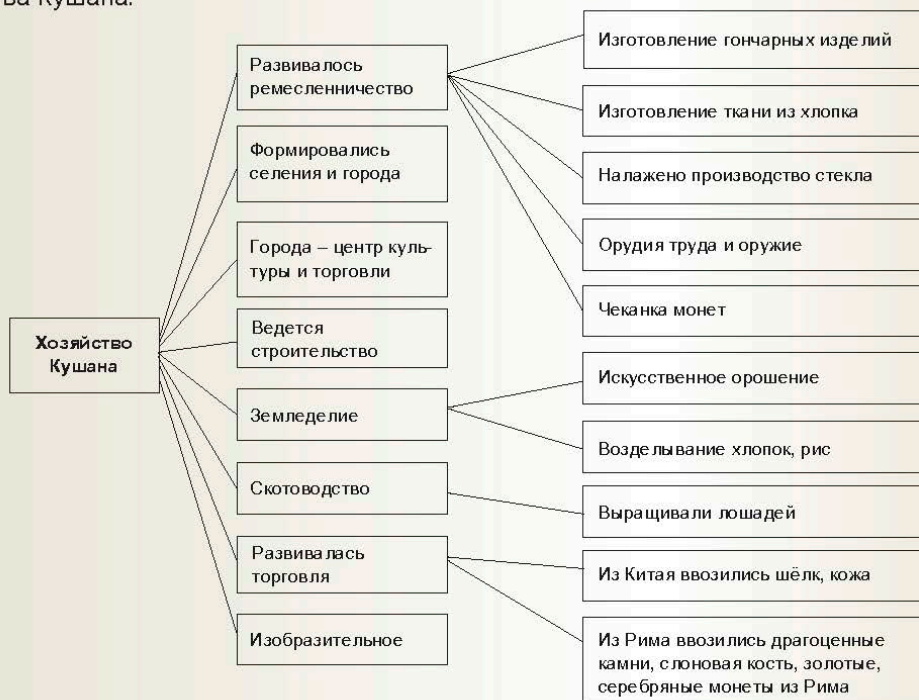 ва Кушана.
Хозяйство
Кушана
Развивалось
ремесленничество
Формировались
селения и города
Города – центр куль-
туры и торговли
Ведется
строительство
Земледелие
Скотоводство
Развивалась
торговля
Изобразительное
Изготовление гончарных изделий
Изготовление ткани из хлопка
Налажено производство стекла
Орудия труда и оружие
Чеканка монет
Искусственное орошение
Возделывание хлопок, рис
Выращивали лошадей
Из Китая ввозились шёлк, кожа
Из Рима ввозились драгоценные
камни, слоновая кость, золотые,
серебряные монеты из Рима